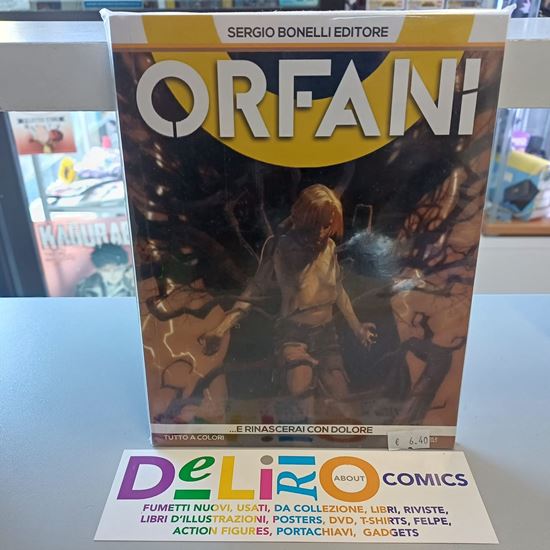 SERGIO BONELLI EDITORE
ORFANI
...E RINASCERAI CON DOLORE
TUTTO A COLORI
€ 6.40
DeLiRiO ABOUT COMICS
FUMETTI NUOVI, USATI, DA COLLEZIONE, LIBRI, RIVISTE,
LIBRI D'ILLUSTRAZIONI, POSTERS, DVD, T-SHIRTS, FELPE,
ACTION FIGURES, PORTACHIAVI, GADGETS